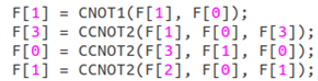 F[1] = CNOT1(F[1], F[0]);
F[3] = CCNOT2(F[1], F[0], F[3]);
F[0] = CCNOT2(F[3], F[1], F[0]);
F[1] = CCNOT2(F[2], F[0], F[1]);